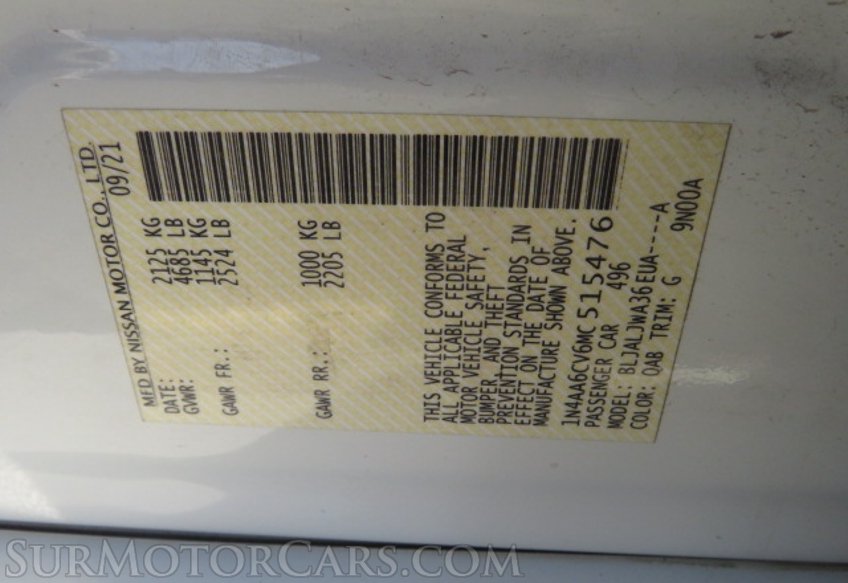 MFD BY NISSAN MOTOR CO., LTD.
DATE: 09/21
GVWR: 2125 KG
4685 LB
GAWR FR.: 1145 KG
2524 LB
GAWR RR.: 1000 KG
2205 LB
THIS VEHICLE CONFORMS TO
ALL APPLICABLE FEDERAL
MOTOR VEHICLE SAFETY,
BUMPER, AND THEFT
PREVENTION STANDARDS IN
EFFECT ON THE DATE OF
MANUFACTURE SHOWN ABOVE.
1N4AA6CV6MC515476
PASSENGER CAR 496
MODEL: BLJALJWA36EUA-----A
COLOR: QAB TRIM: G 9N00A
SURMOTORCARS.COM